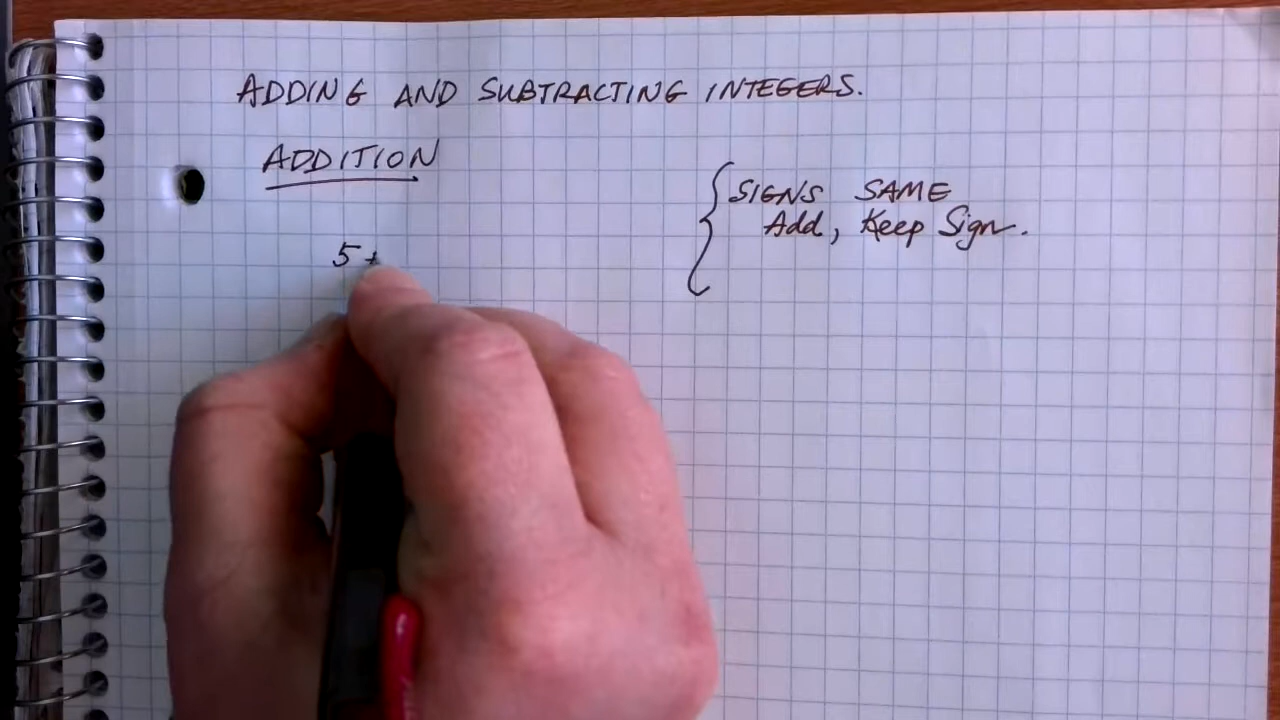 ADDING AND SUBTRACTING INTEGERS.
ADDITION
SIGNS SAME
Add, Keep Sign.
5 +